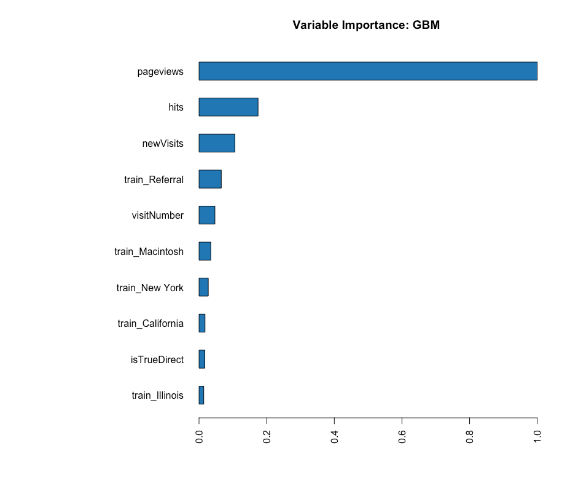 Variable Importance: GBM
pageviews
hits
newVisits
train_Referral
visitNumber
train_Macintosh
train_New York
train_California
isTrueDirect
train_Illinois
0.0
0.2
0.4
0.6
0.8
1.0